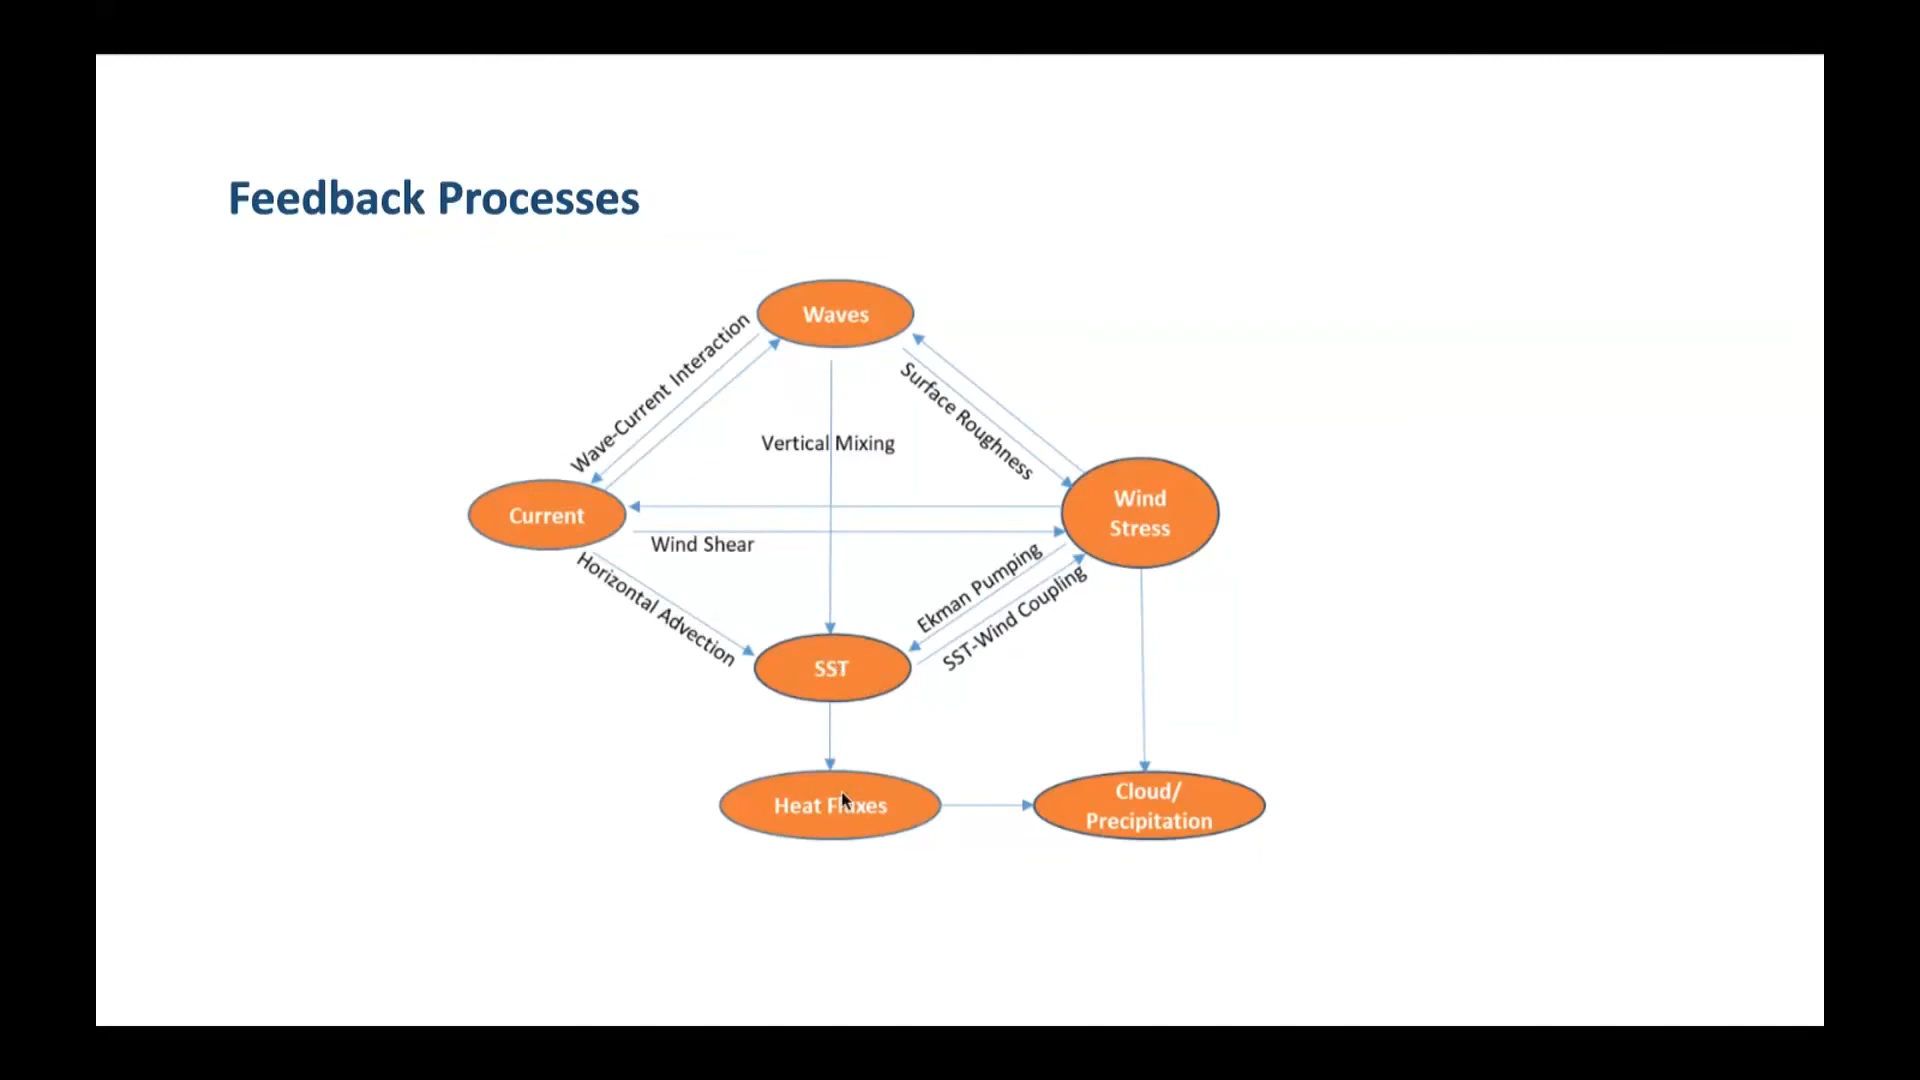 Feedback Processes
Waves
Wave-Current Interaction
Surface Roughness
Vertical Mixing
Current
Wind
Stress
Wind Shear
Horizontal Advection
Ekman Pumping
SST-Wind Coupling
SST
Heat Fluxes
Cloud/
Precipitation